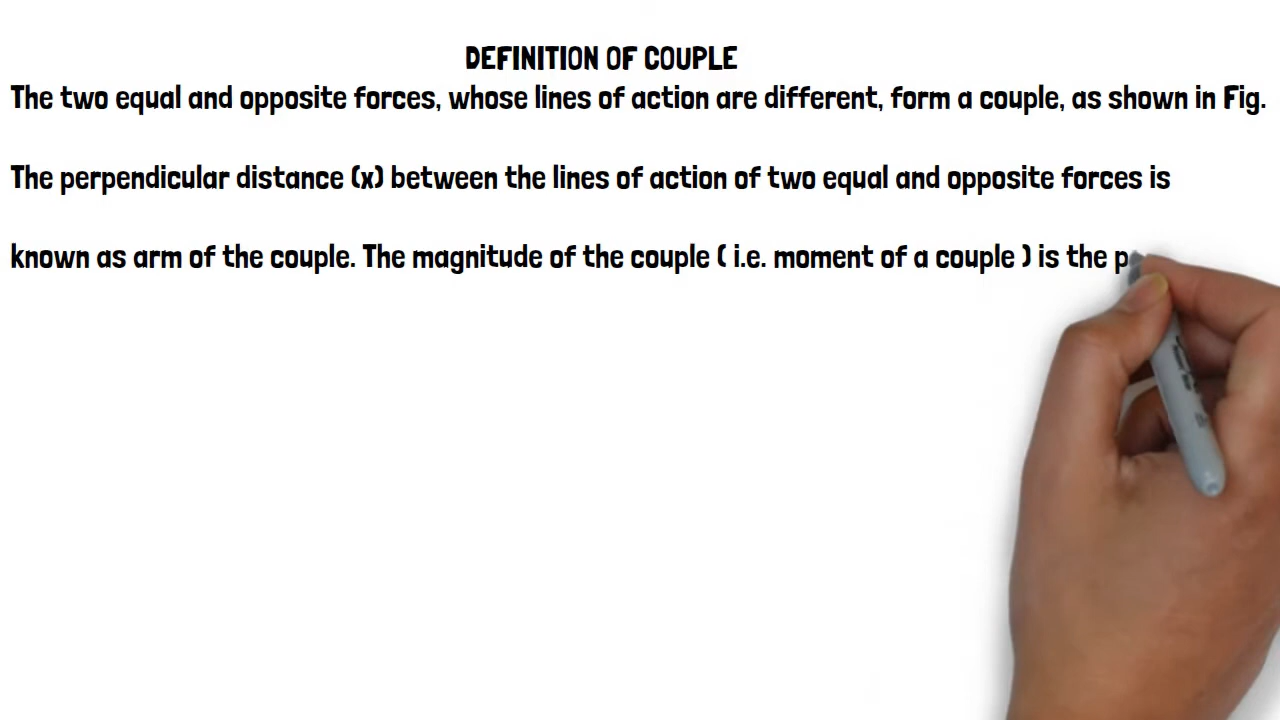 DEFINITION OF COUPLE
The two equal and opposite forces, whose lines of action are different, form a couple, as shown in Fig.
The perpendicular distance (x) between the lines of action of two equal and opposite forces is
known as arm of the couple. The magnitude of the couple ( i.e. moment of a couple ) is the p